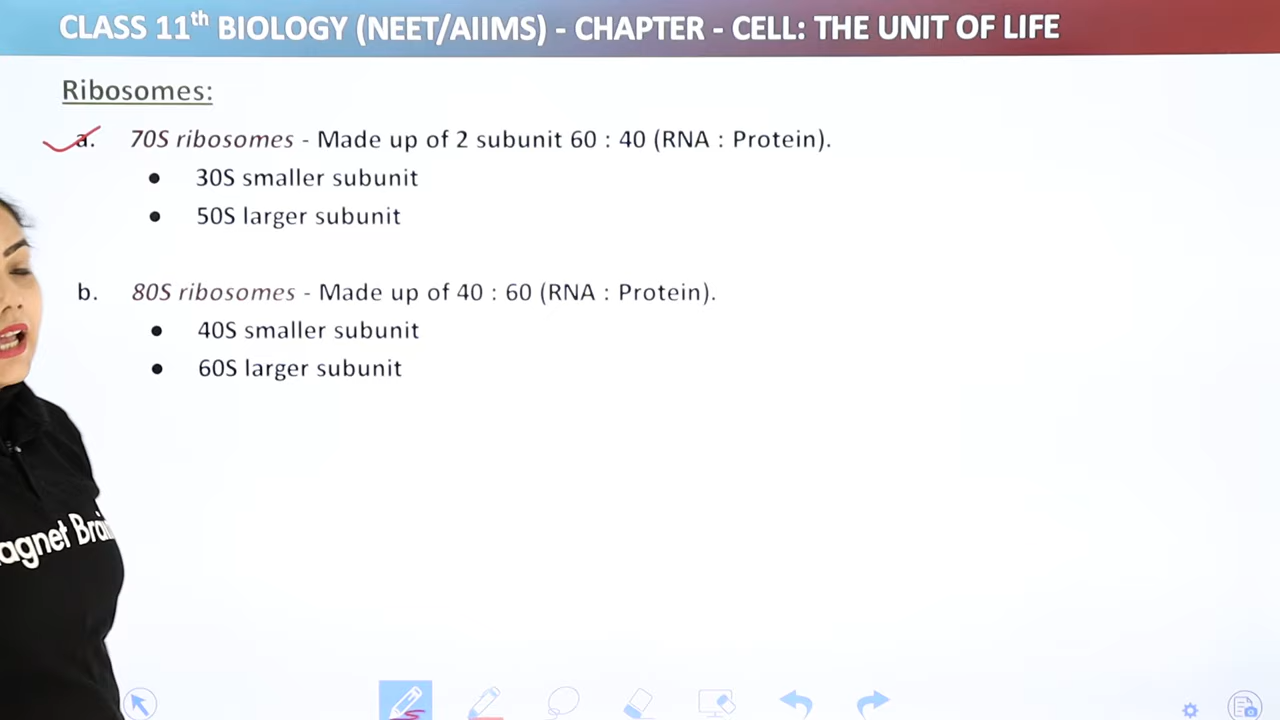 CLASS 11th BIOLOGY (NEET/AIIMS) - CHAPTER - CELL: THE UNIT OF LIFE
Ribosomes:
a. 70S ribosomes - Made up of 2 subunit 60 : 40 (RNA : Protein).
● 30S smaller subunit
● 50S larger subunit
b. 80S ribosomes - Made up of 40 : 60 (RNA : Protein).
● 40S smaller subunit
● 60S larger subunit
agnet Brain